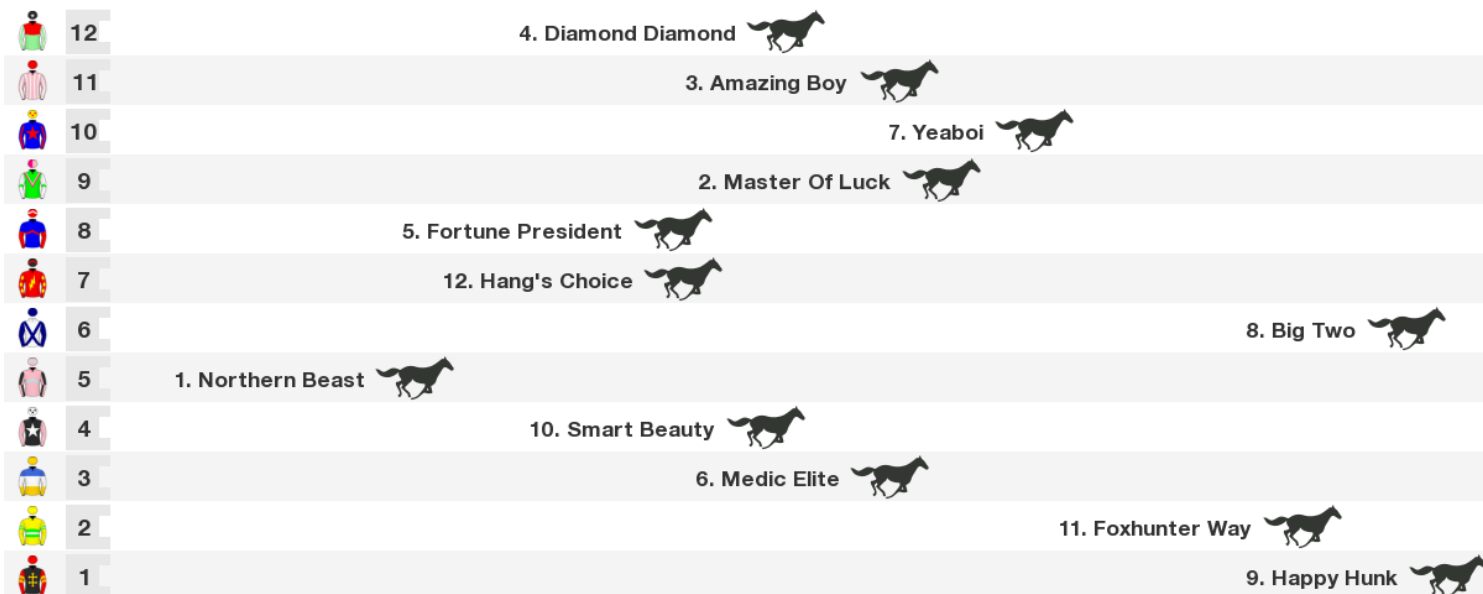 12 4. Diamond Diamond
11 3. Amazing Boy
10 7. Yeaboi
9 2. Master Of Luck
8 5. Fortune President
7 12. Hang's Choice
6 8. Big Two
5 1. Northern Beast
4 10. Smart Beauty
3 6. Medic Elite
2 11. Foxhunter Way
1 9. Happy Hunk